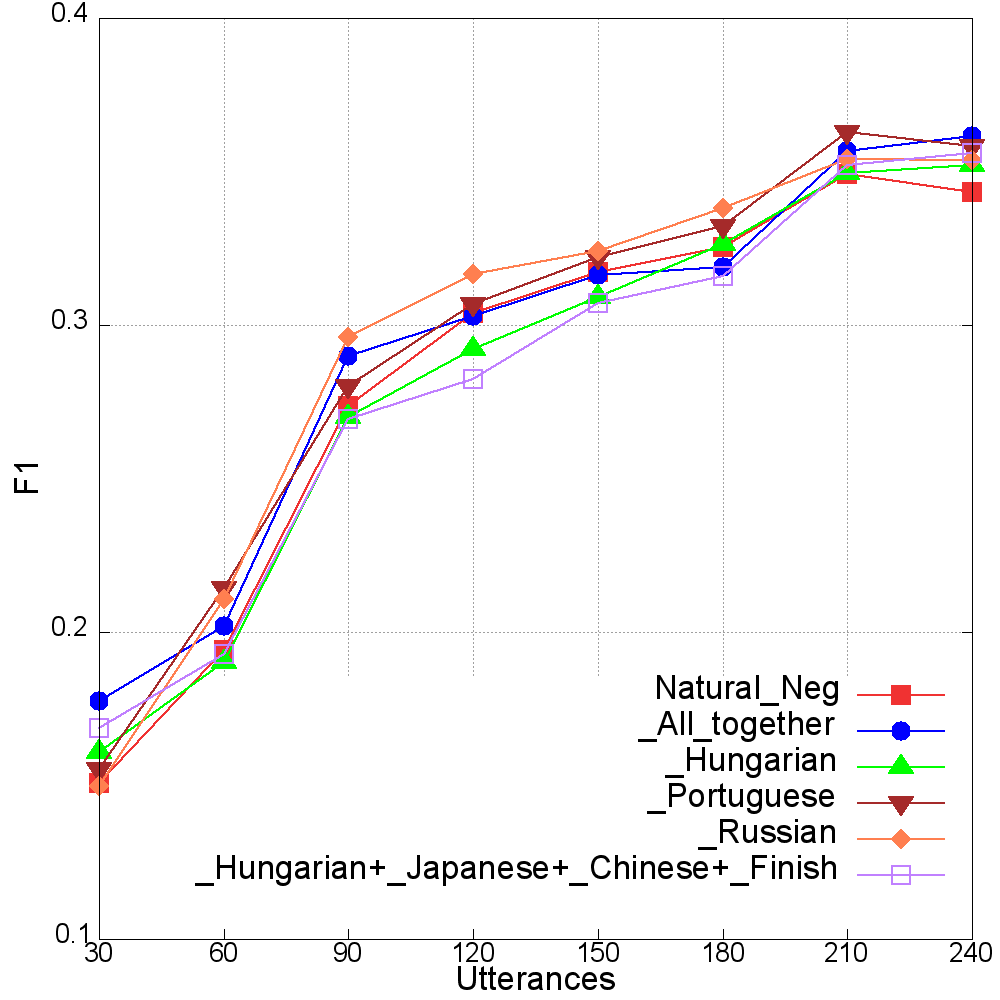 0.4
0.3
0.2
0.1
F1
Natural_Neg
_All_together
_Hungarian
_Portuguese
_Russian
_Hungarian+_Japanese+_Chinese+_Finish
30 60 90 120 150 180 210 240
Utterances